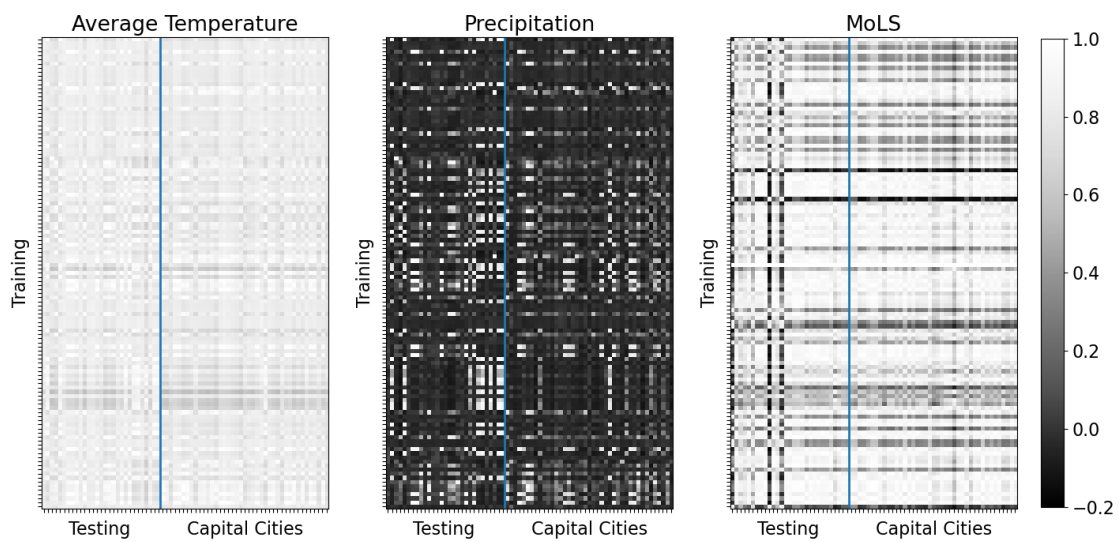 Average Temperature
Precipitation
MoLS
Training
Training
Training
Testing
Capital Cities
Testing
Capital Cities
Testing
Capital Cities
1.0
0.8
0.6
0.4
0.2
0.0
−0.2